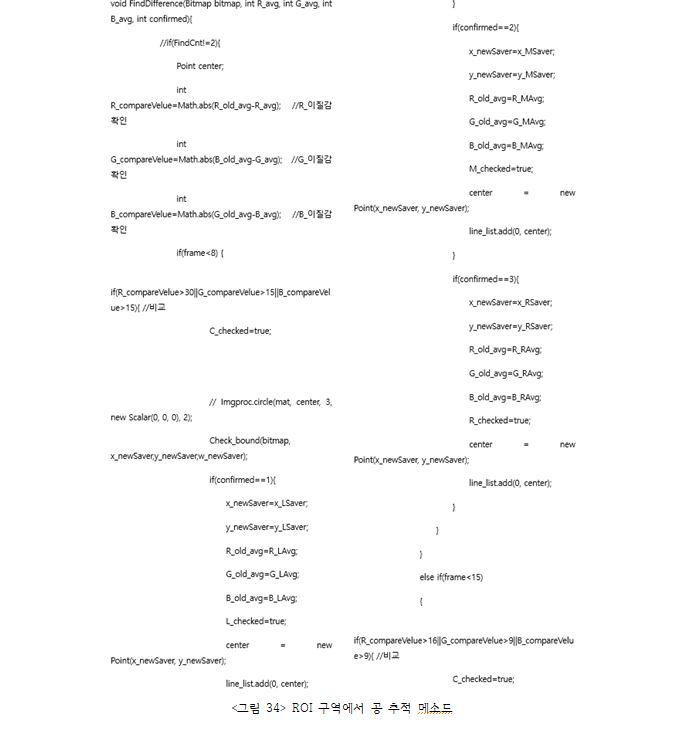 void FindDifference(Bitmap bitmap, int R_avg, int G_avg, int
B_avg, int confirmed){
//if(FindCnt!=2){
Point center;
int
R_compareVelue=Math.abs(R_old_avg-R_avg); //R_이질감
확인
int
G_compareVelue=Math.abs(B_old_avg-G_avg); //G_이질감
확인
int
B_compareVelue=Math.abs(G_old_avg-B_avg); //B_이질감
확인
if(frame<8) {
if(R_compareVelue>30||G_compareVelue>15||B_compareVel
ue>15){ //비교
C_checked=true;
// Imgproc.circle(mat, center, 3,
new Scalar(0, 0, 0), 2);
Check_bound(bitmap,
x_newSaver,y_newSaver,w_newSaver);
if(confirmed==1){
x_newSaver=x_LSaver;
y_newSaver=y_LSaver;
R_old_avg=R_LAvg;
G_old_avg=G_LAvg;
B_old_avg=B_LAvg;
L_checked=true;
center = new
Point(x_newSaver, y_newSaver);
line_list.add(0, center);
}
if(confirmed==2){
x_newSaver=x_MSaver;
y_newSaver=y_MSaver;
R_old_avg=R_MAvg;
G_old_avg=G_MAvg;
B_old_avg=B_MAvg;
M_checked=true;
center = new
Point(x_newSaver, y_newSaver);
line_list.add(0, center);
}
if(confirmed==3){
x_newSaver=x_RSaver;
y_newSaver=y_RSaver;
R_old_avg=R_RAvg;
G_old_avg=G_RAvg;
B_old_avg=B_RAvg;
R_checked=true;
center = new
Point(x_newSaver, y_newSaver);
line_list.add(0, center);
}
}
}
else if(frame<15)
{
if(R_compareVelue>16||G_compareVelue>9||B_compareVelu
e>9){ //비교
C_checked=true;
<그림 34> ROI 구역에서 공 추적 메소드